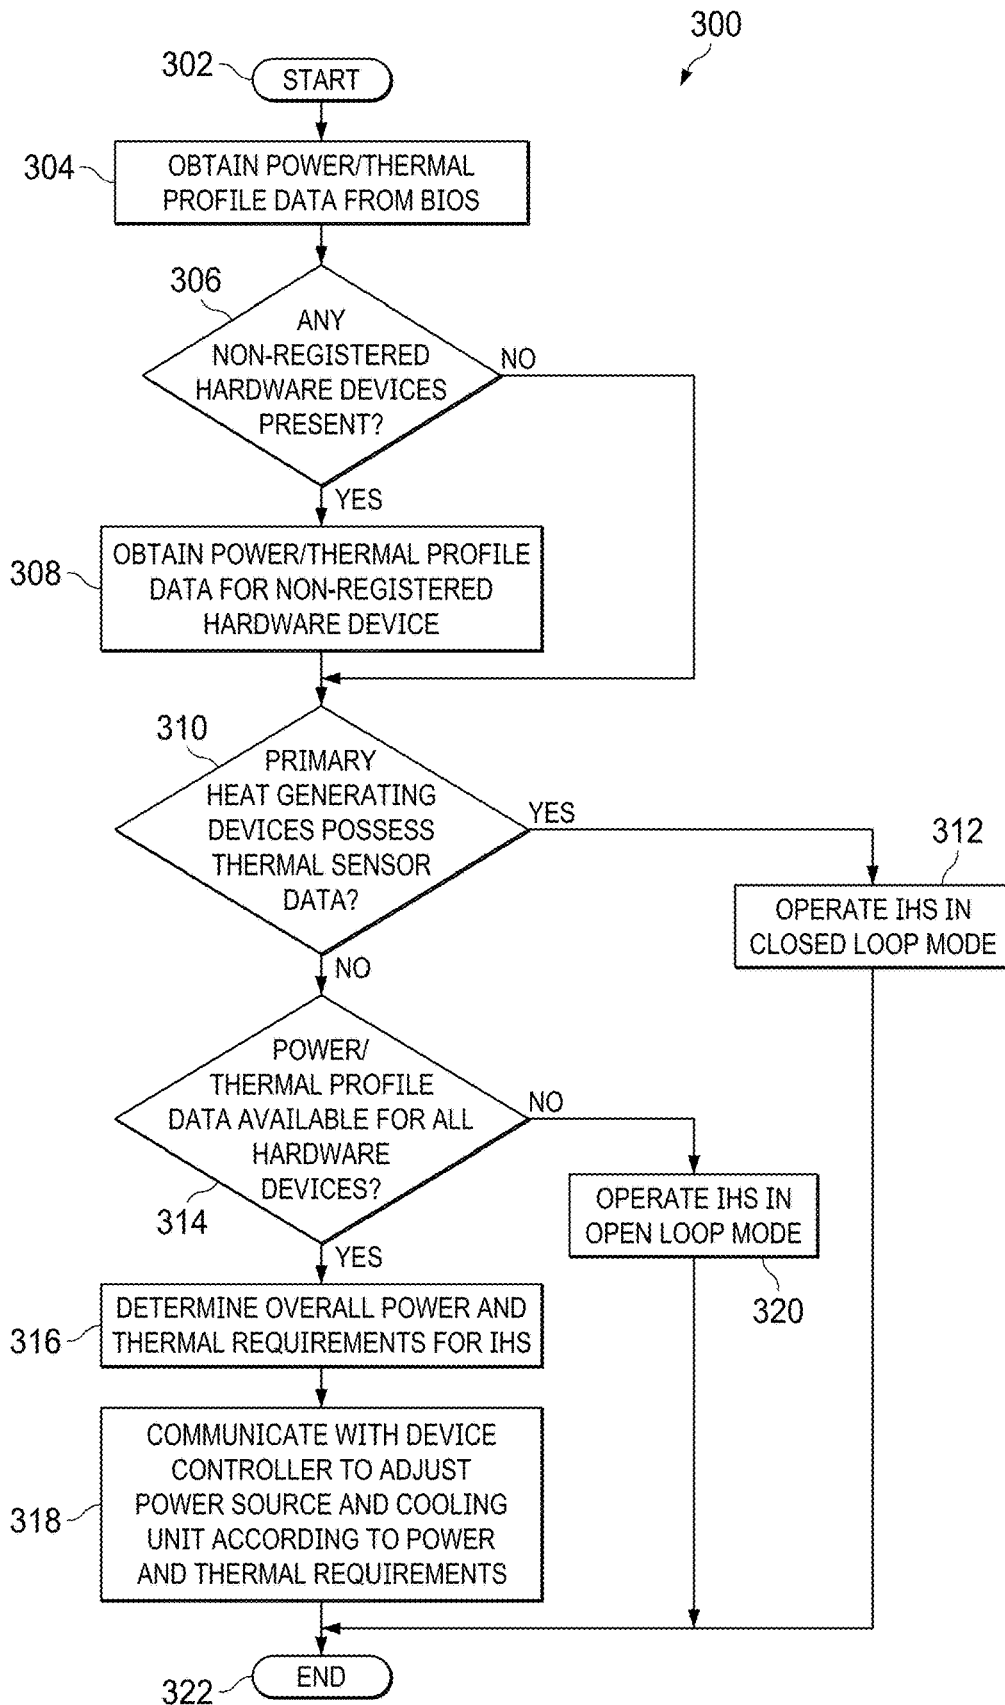 300
302
START
304
OBTAIN POWER/THERMAL
PROFILE DATA FROM BIOS
306
ANY
NON-REGISTERED
HARDWARE DEVICES
PRESENT?
NO
YES
308
OBTAIN POWER/THERMAL PROFILE
DATA FOR NON-REGISTERED
HARDWARE DEVICE
310
PRIMARY
HEAT GENERATING
DEVICES POSSESS
THERMAL SENSOR
DATA?
YES
312
OPERATE IHS IN
CLOSED LOOP MODE
NO
POWER/
THERMAL PROFILE
DATA AVAILABLE FOR ALL
HARDWARE
DEVICES?
314
NO
OPERATE IHS IN
OPEN LOOP MODE
320
YES
316
DETERMINE OVERALL POWER AND
THERMAL REQUIREMENTS FOR IHS
318
COMMUNICATE WITH DEVICE
CONTROLLER TO ADJUST
POWER SOURCE AND COOLING
UNIT ACCORDING TO POWER
AND THERMAL REQUIREMENTS
322
END